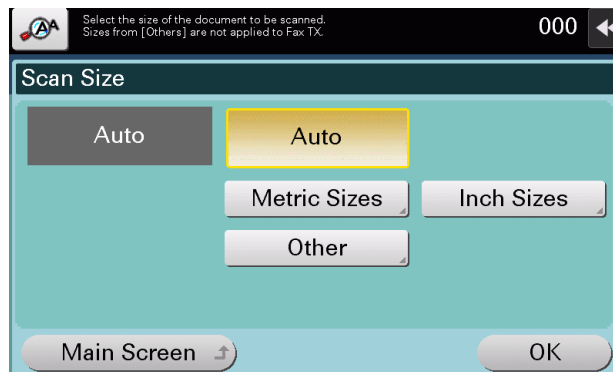 Select the size of the document to be scanned.
Sizes from [Others] are not applied to Fax TX.
000
Scan Size
Auto
Auto
Metric Sizes
Inch Sizes
Other
Main Screen
OK